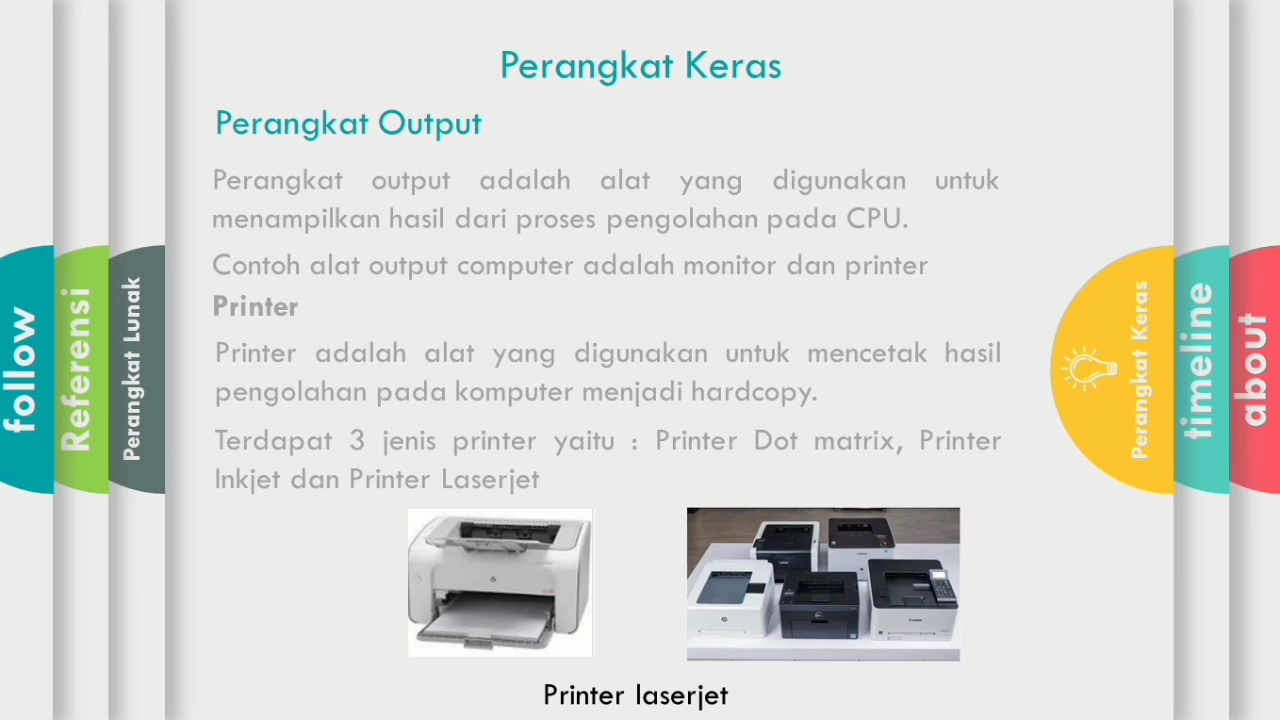 Perangkat Keras
Perangkat Output
Perangkat output adalah alat yang digunakan untuk
menampilkan hasil dari proses pengolahan pada CPU.
Contoh alat output computer adalah monitor dan printer
Printer
Printer adalah alat yang digunakan untuk mencetak hasil
pengolahan pada komputer menjadi hardcopy.
Terdapat 3 jenis printer yaitu : Printer Dot matrix, Printer
Inkjet dan Printer Laserjet
Printer laserjet
follow
Referensi
Perangkat Lunak
Perangkat Keras
timeline
about